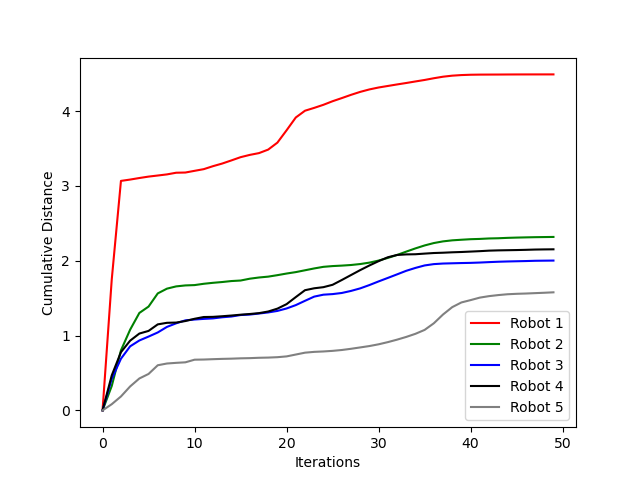 4
3
2
1
0
Cumulative Distance
0 10 20 30 40 50
Iterations
Robot 1
Robot 2
Robot 3
Robot 4
Robot 5